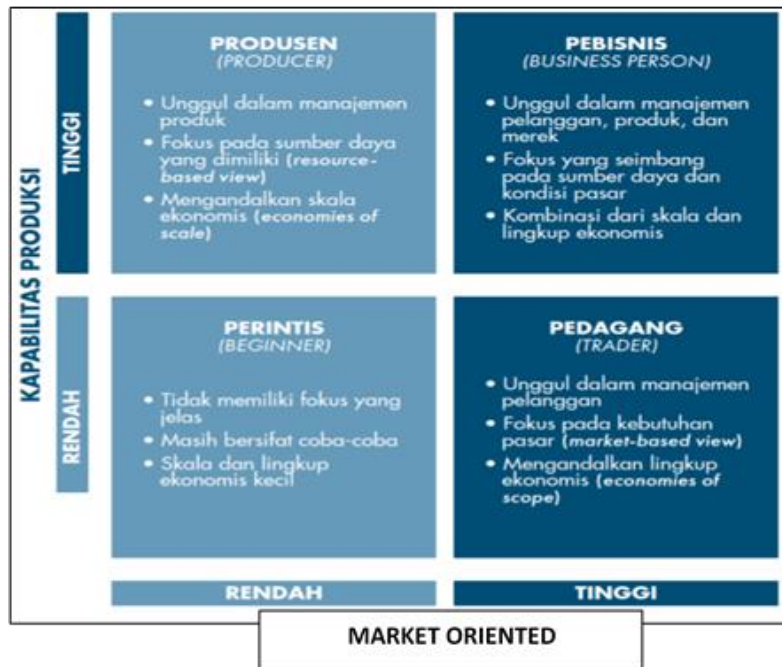 KAPABILITAS PRODUKSI
TINGGI
PRODUSEN
(PRODUCER)
• Unggul dalam manajemen
produk
• Fokus pada sumber daya
yang dimiliki (resource-
based view)
• Mengandalkan skala
ekonomis (economies of
scale)
PEBISNIS
(BUSINESS PERSON)
• Unggul dalam manajemen
pelanggan, produk, dan
merek
• Fokus yang seimbang
pada sumber daya dan
kondisi pasar
• Kombinasi dari skala dan
lingkup ekonomis
RENDAH
PERINTIS
(BEGINNER)
• Tidak memiliki fokus yang
jelas
• Masih bersifat coba-coba
• Skala dan lingkup
ekonomis kecil
PEDAGANG
(TRADER)
• Unggul dalam manajemen
pelanggan
• Fokus pada kebutuhan
pasar (market-based view)
• Mengandalkan lingkup
ekonomis (economies of
scope)
RENDAH
TINGGI
MARKET ORIENTED